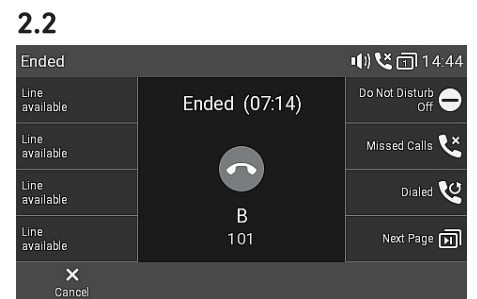 2.2
Ended
1 14:44
Line
available
Ended (07:14)
Do Not Disturb
Off
Line
available
Missed Calls
Line
available
B
Dialed
Line
available
101
Next Page
Cancel